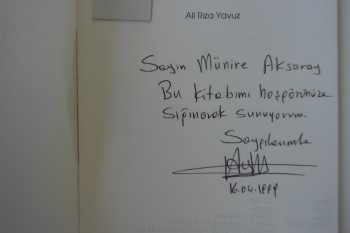 Ali Rıza Yavuz
Sayın Münire Aksaray
Bu kitabımı hoşgörünüze
sığınarak sunuyorum.
Saygılarımla
16.04.1999